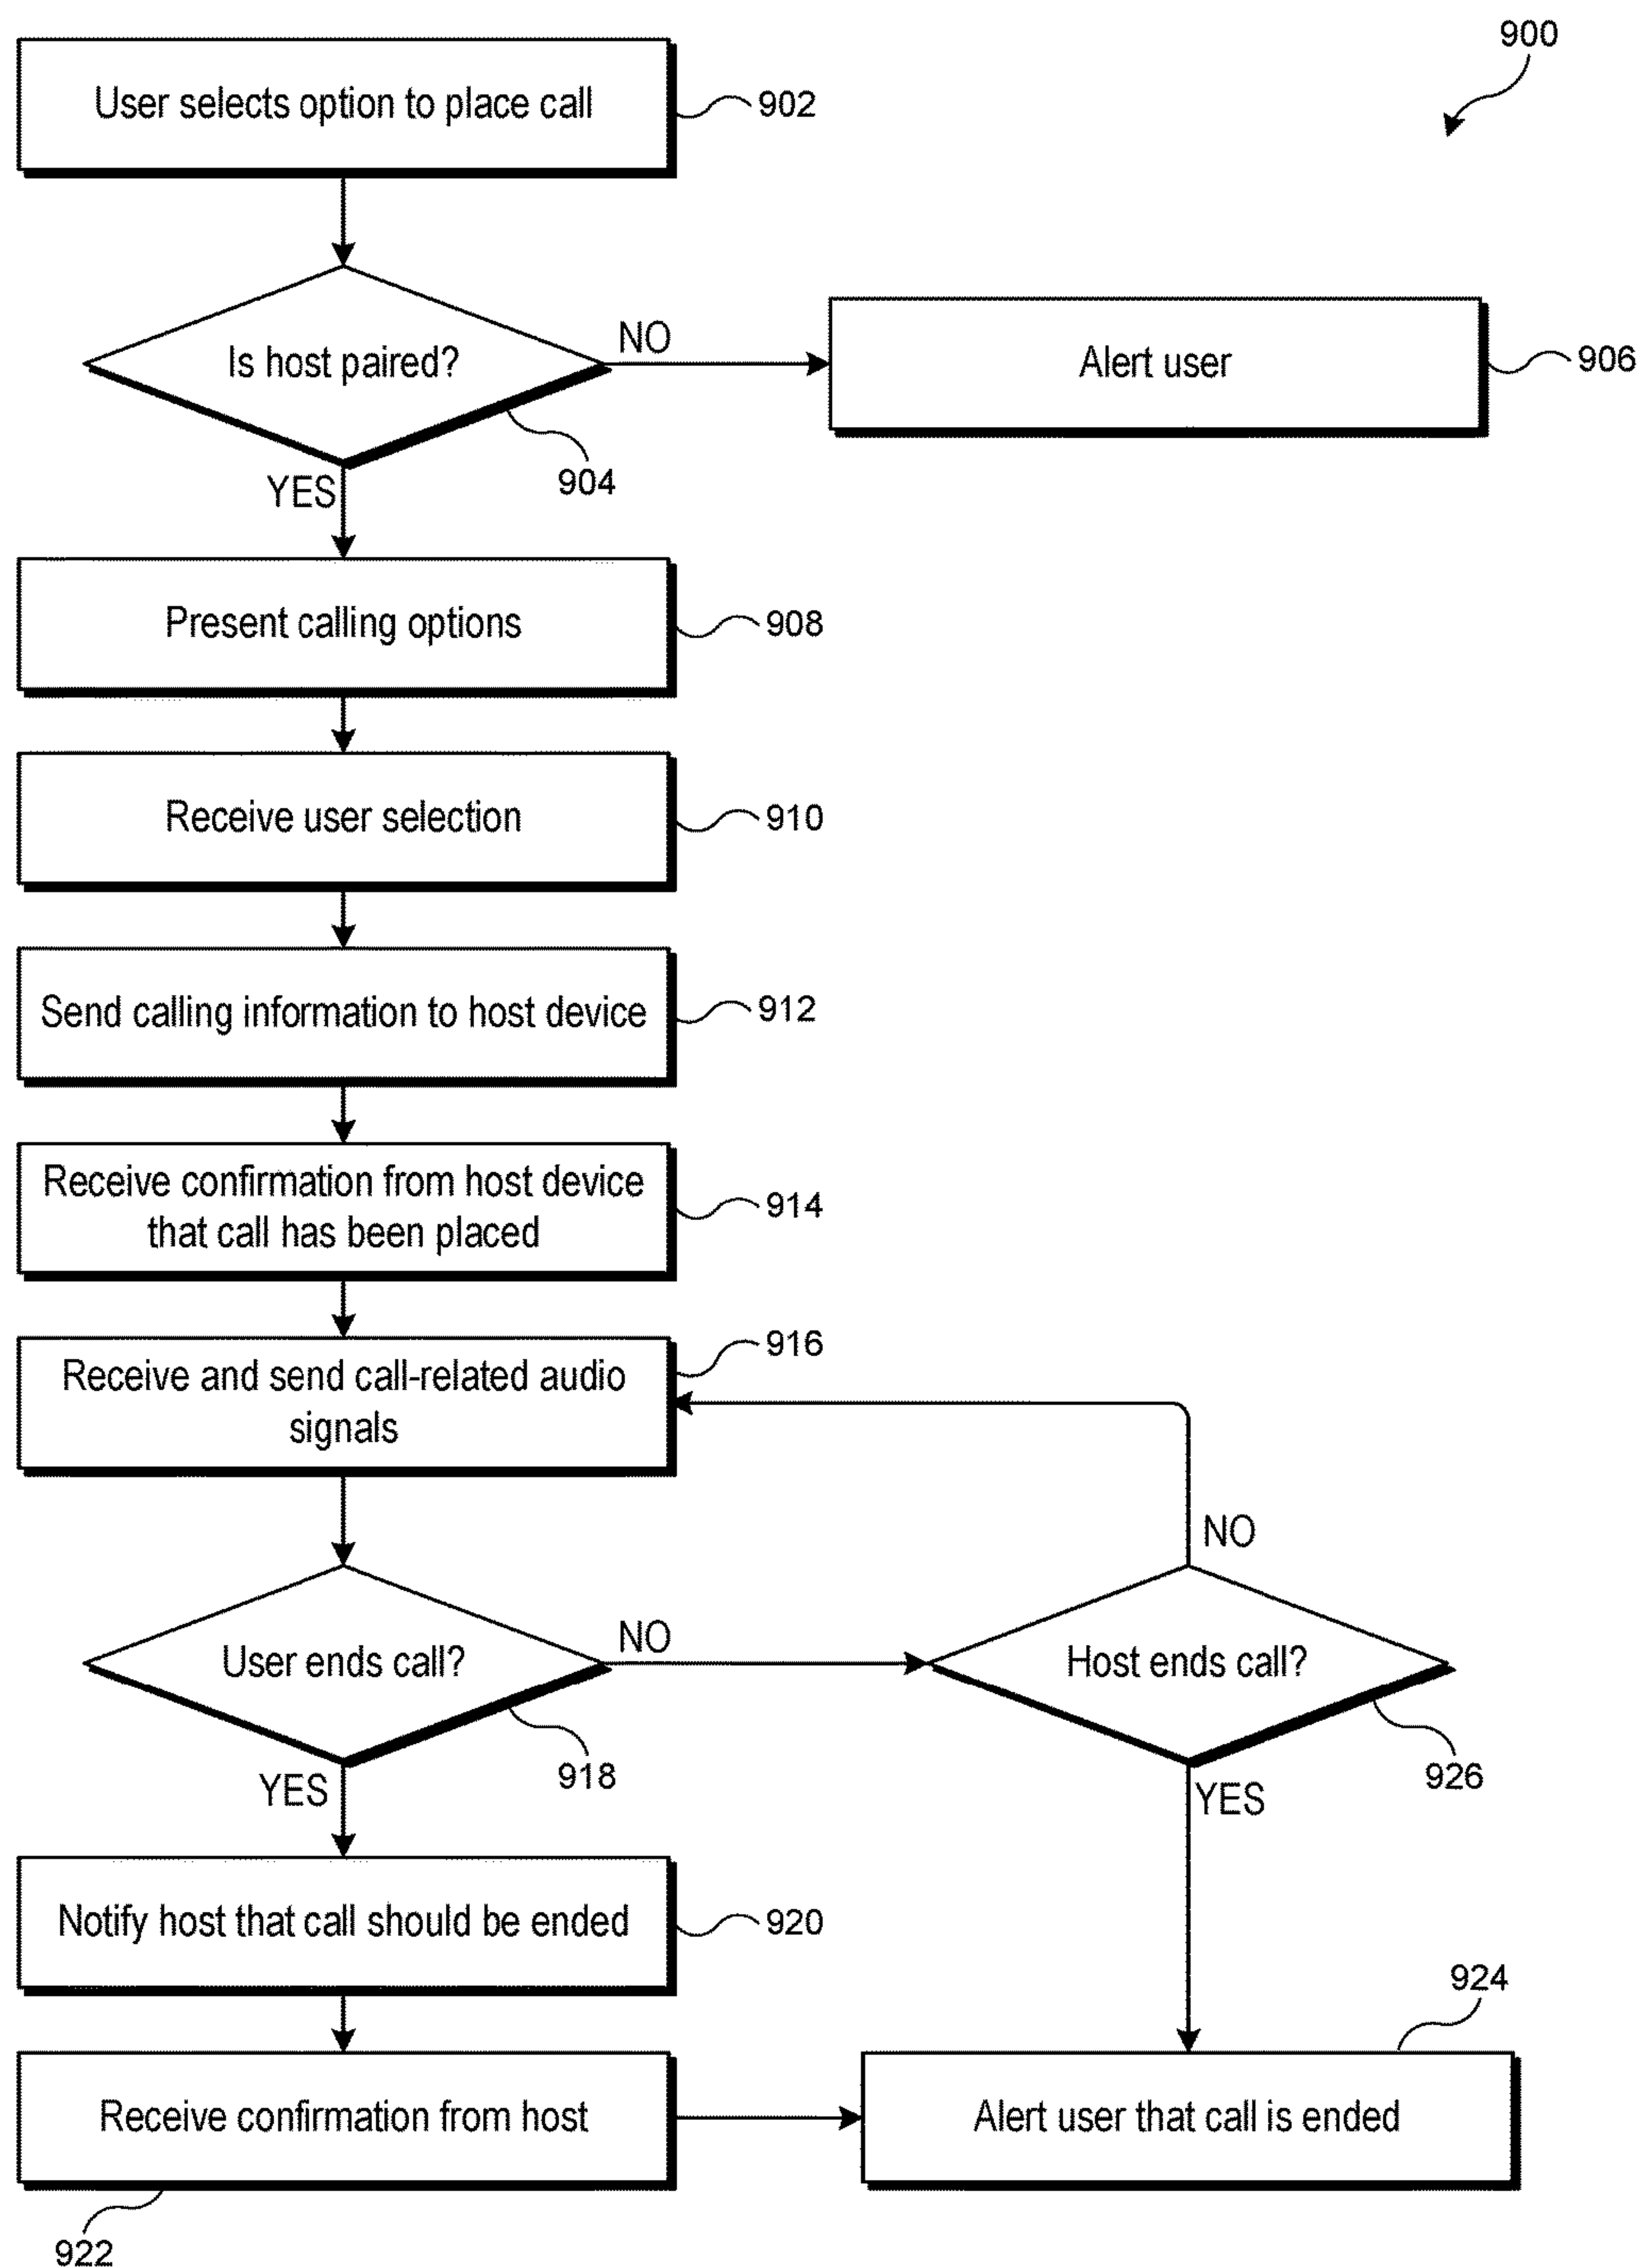 900
User selects option to place call
902
Is host paired?
NO
Alert user
906
904
YES
Present calling options
908
Receive user selection
910
Send calling information to host device
912
Receive confirmation from host device
that call has been placed
914
916
Receive and send call-related audio
signals
NO
User ends call?
NO
Host ends call?
918
926
YES
YES
Notify host that call should be ended
920
924
Receive confirmation from host
Alert user that call is ended
922